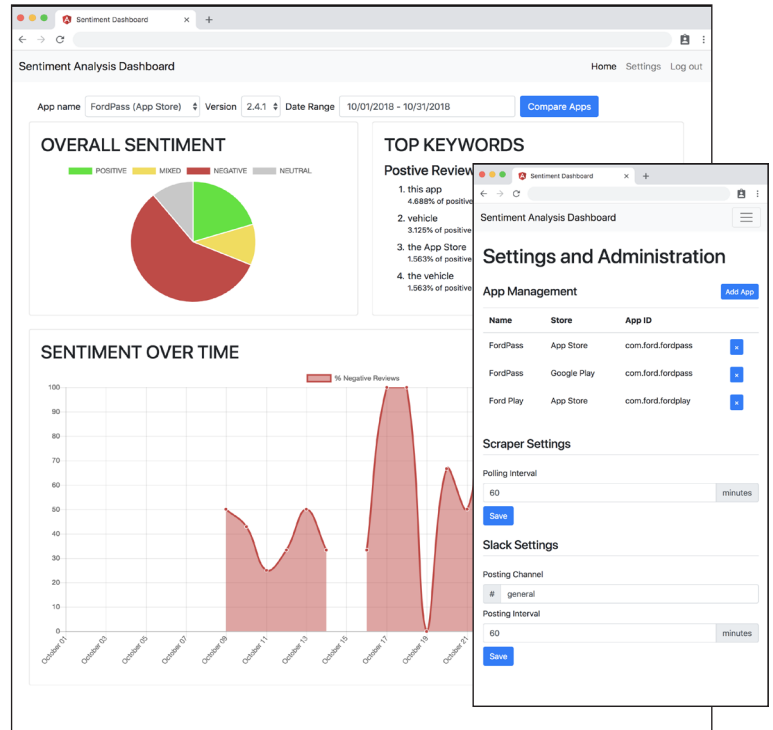 Sentiment Dashboard
Sentiment Analysis Dashboard
Home Settings Log out
App name FordPass (App Store) Version 2.4.1 Date Range 10/01/2018 - 10/31/2018 Compare Apps
OVERALL SENTIMENT
POSITIVE MIXED NEGATIVE NEUTRAL
TOP KEYWORDS
Postive Review
1. this app
4.688% of positive
2. vehicle
3.125% of positive
3. the App Store
1.563% of positive
4. the vehicle
1.563% of positive
SENTIMENT OVER TIME
% Negative Reviews
100
90
80
70
60
50
40
30
20
10
0
October 01
October 03
October 05
October 07
October 09
October 11
October 13
October 15
October 17
October 19
October 21
Sentiment Dashboard
Sentiment Analysis Dashboard
Settings and Administration
App Management
Add App
Name Store App ID
FordPass App Store com.ford.fordpass ×
FordPass Google Play com.ford.fordpass ×
Ford Play App Store com.ford.fordplay ×
Scraper Settings
Polling Interval
60 minutes
Save
Slack Settings
Posting Channel
# general
Posting Interval
60 minutes
Save